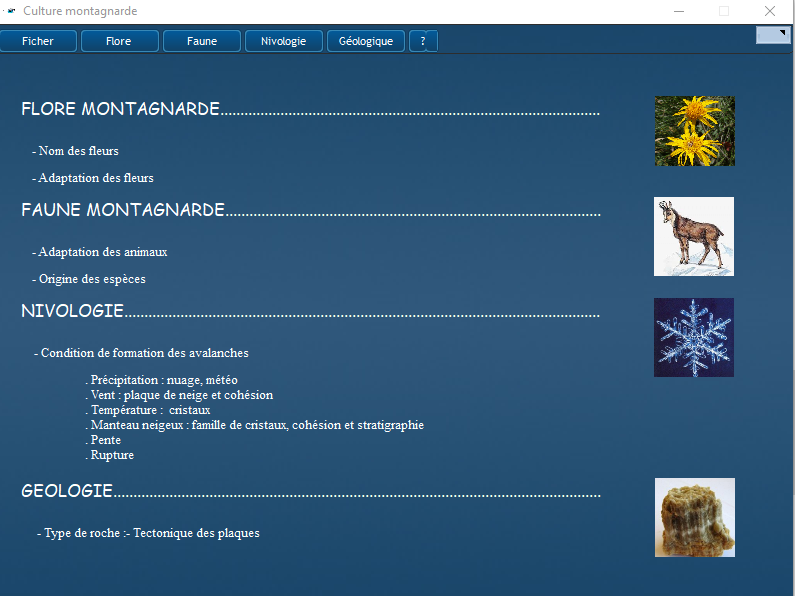 Culture montagnarde
Ficher Flore Faune Nivologie Géologique ?
FLORE MONTAGNARDE................................................................................................
- Nom des fleurs
- Adaptation des fleurs
FAUNE MONTAGNARDE...............................................................................................
- Adaptation des animaux
- Origine des espèces
NIVOLOGIE........................................................................................................................
- Condition de formation des avalanches
. Précipitation : nuage, météo
. Vent : plaque de neige et cohésion
. Température : cristaux
. Manteau neigeux : famille de cristaux, cohésion et stratigraphie
. Pente
. Rupture
GEOLOGIE...........................................................................................................................
- Type de roche :- Tectonique des plaques